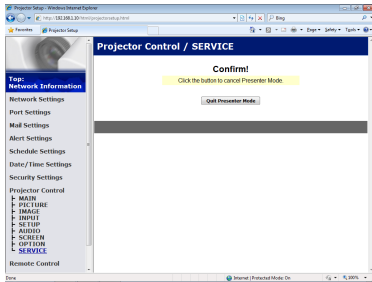 Projector Setup - Windows Internet Explorer
http://192.168.1.10/html/projectorsetup.html
Bing
Favorites
Projector Setup
Page
Safety
Tools
Projector Control / SERVICE
Top:
Network Information
Network Settings
Port Settings
Mail Settings
Alert Settings
Schedule Settings
Date/Time Settings
Security Settings
Projector Control
MAIN
PICTURE
IMAGE
INPUT
SETUP
AUDIO
SCREEN
OPTION
SERVICE
Remote Control
Confirm!
Click the button to cancel Presenter Mode.
Quit Presenter Mode
Done
Internet | Protected Mode: On
100%